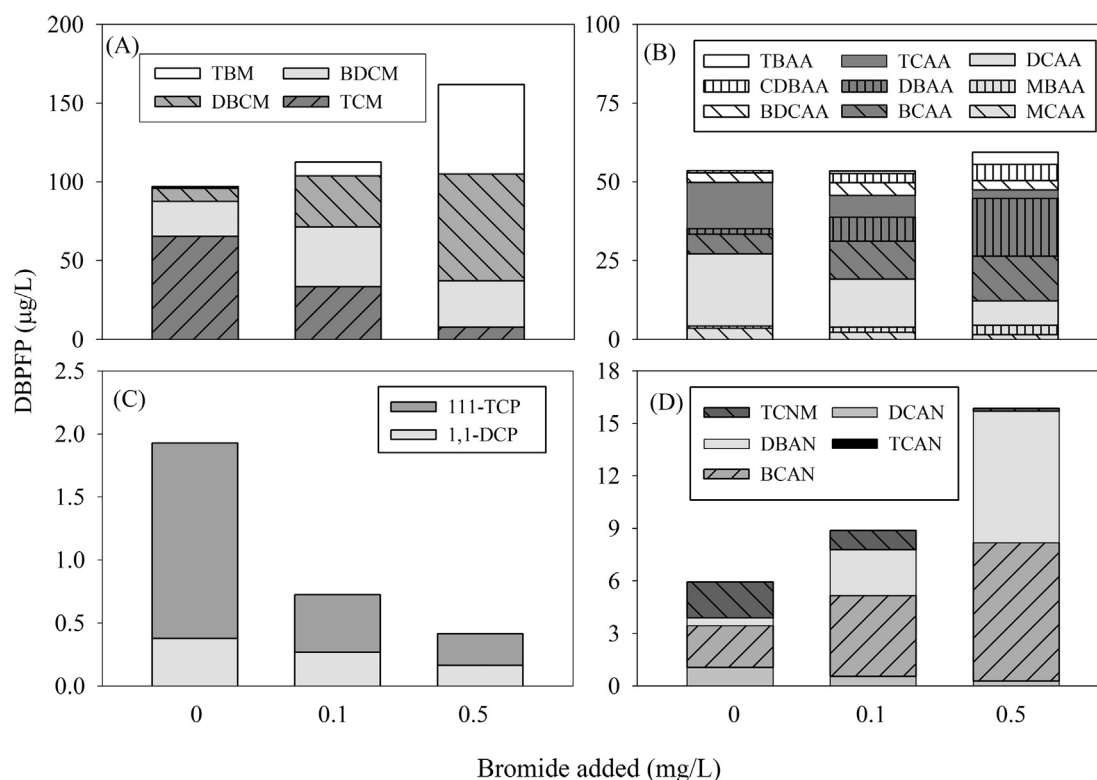 (A)
TBM BDCM
DBCM TCM
200
150
100
50
0
(B)
TBAA TCAA DCAA
CDBAA DBAA MBAA
BDCAA BCAA MCAA
100
75
50
25
0
DBPFP (μg/L)
(C)
111-TCP
1,1-DCP
2.5
2.0
1.5
1.0
0.5
0.0
0 0.1 0.5
(D)
TCNM DCAN
DBAN TCAN
BCAN
18
15
12
9
6
3
0
0 0.1 0.5
Bromide added (mg/L)